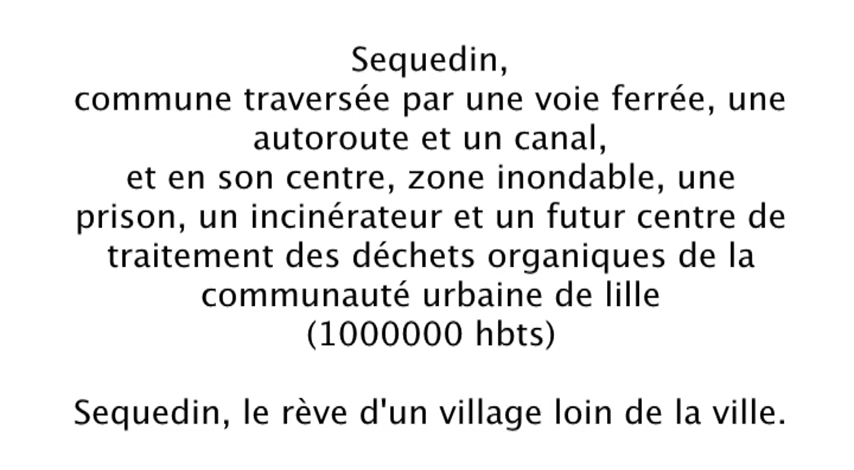 Sequedin,
commune traversée par une voie ferrée, une
autoroute et un canal,
et en son centre, zone inondable, une
prison, un incinérateur et un futur centre de
traitement des déchets organiques de la
communauté urbaine de lille
(1000000 hbts)
Sequedin, le rêve d'un village loin de la ville.